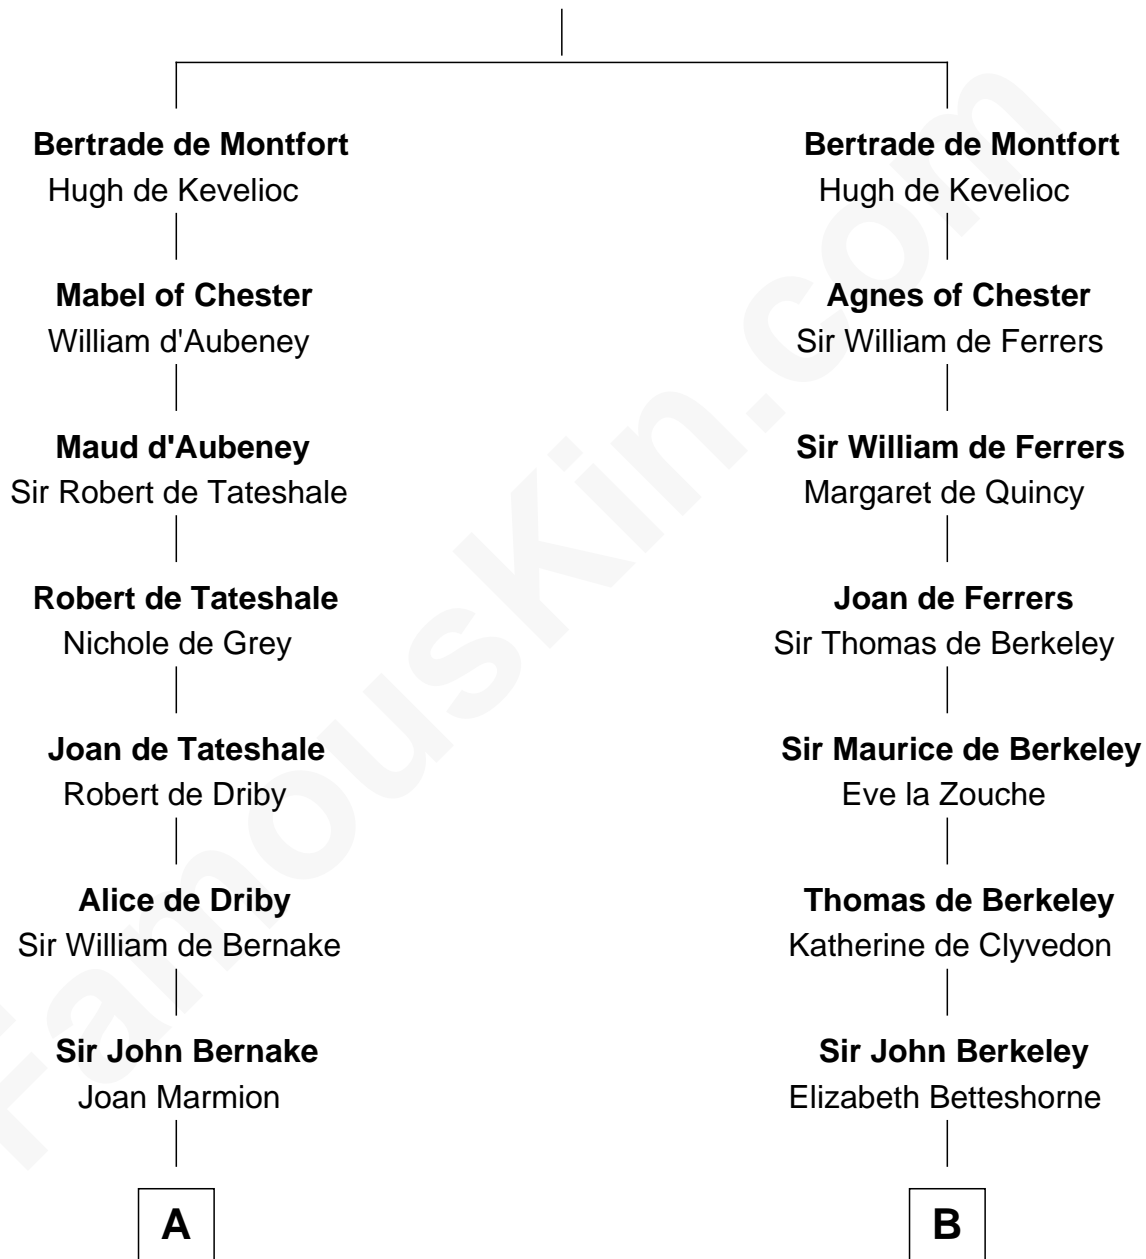 Bertrade de Montfort
Hugh de Kevelioc
Mabel of Chester
William d'Aubeney
Maud d'Aubeney
Sir Robert de Tateshale
Robert de Tateshale
Nichole de Grey
Joan de Tateshale
Robert de Driby
Alice de Driby
Sir William de Bernake
Sir John Bernake
Joan Marmion
A
Bertrade de Montfort
Hugh de Kevelioc
Agnes of Chester
Sir William de Ferrers
Sir William de Ferrers
Margaret de Quincy
Joan de Ferrers
Sir Thomas de Berkeley
Sir Maurice de Berkeley
Eve la Zouche
Thomas de Berkeley
Katherine de Clyvedon
Sir John Berkeley
Elizabeth Betteshorne
B
FamousKin.com